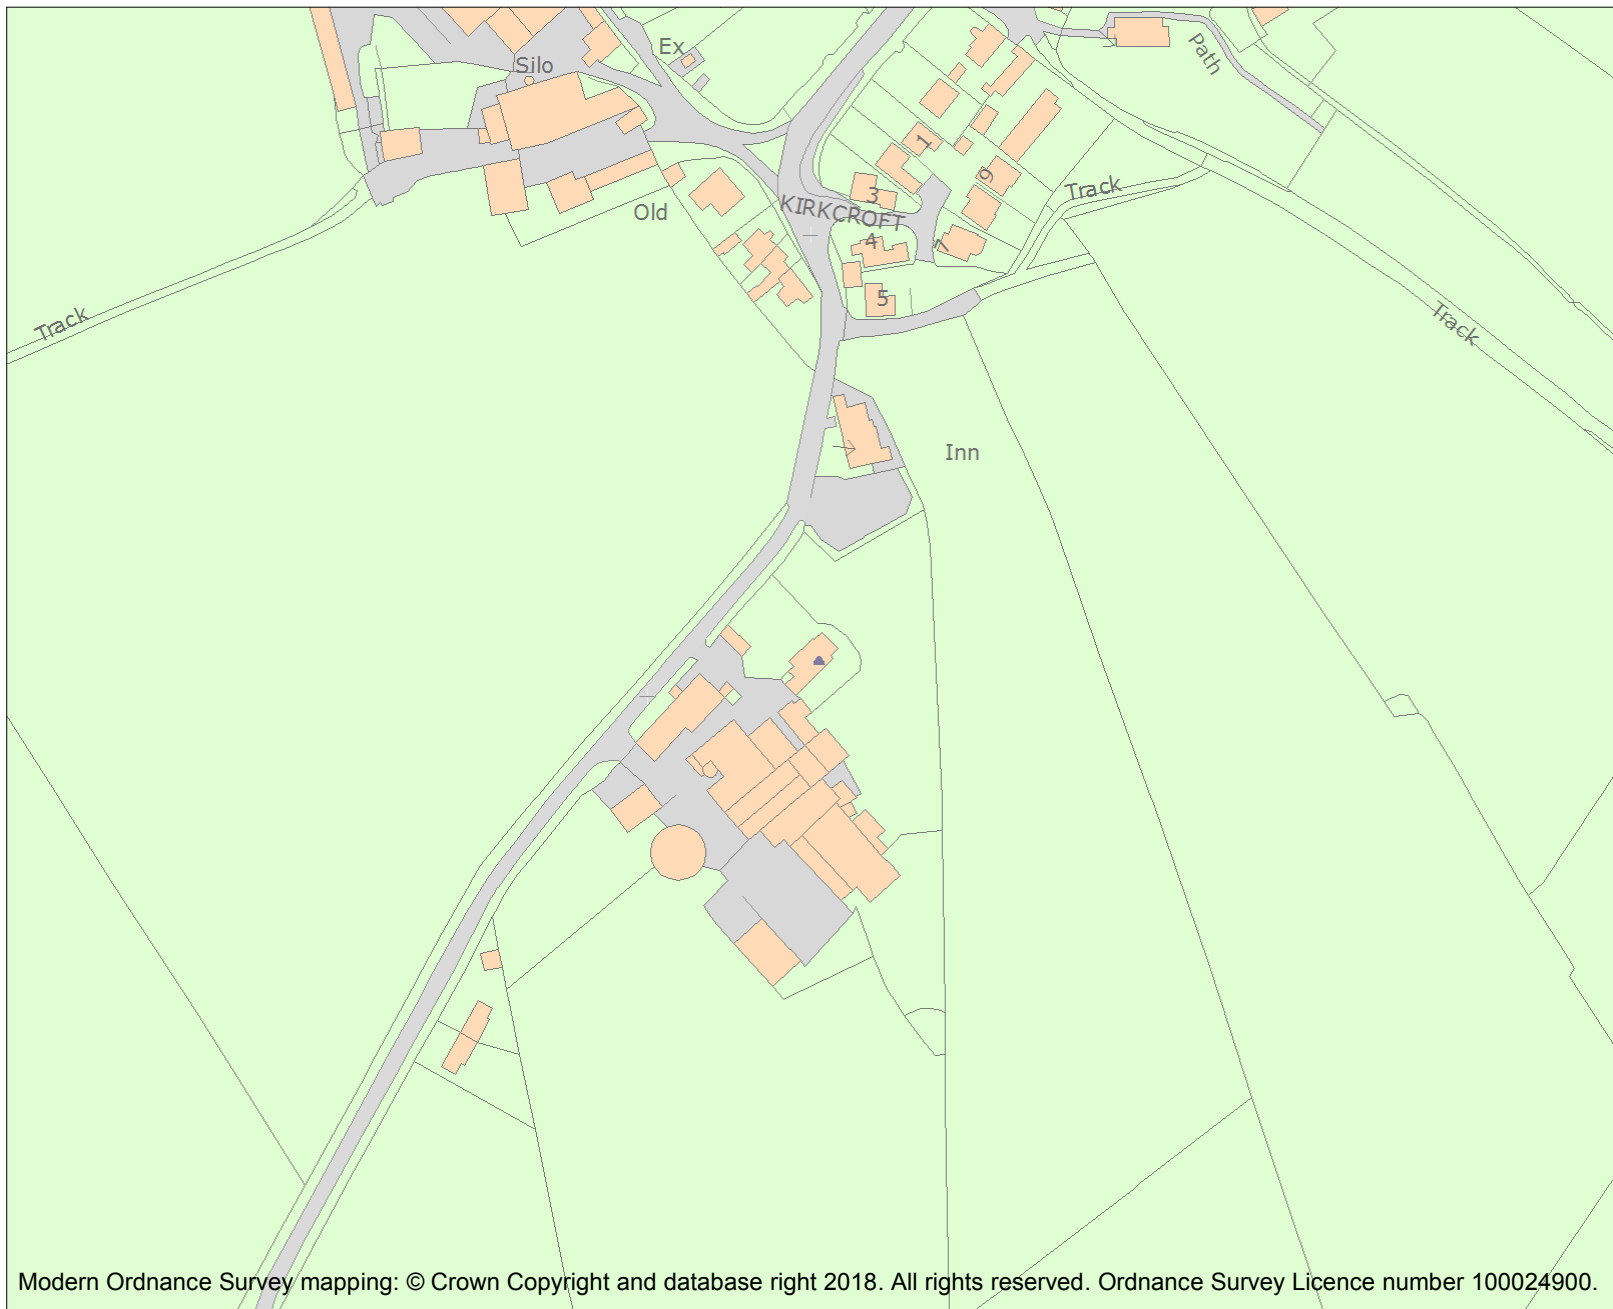 Ex
Silo
Path
1
9
Track
3
Old
KIRKCROFT
4
7
5
Track
Track
Inn
Modern Ordnance Survey mapping: © Crown Copyright and database right 2018. All rights reserved. Ordnance Survey Licence number 100024900.